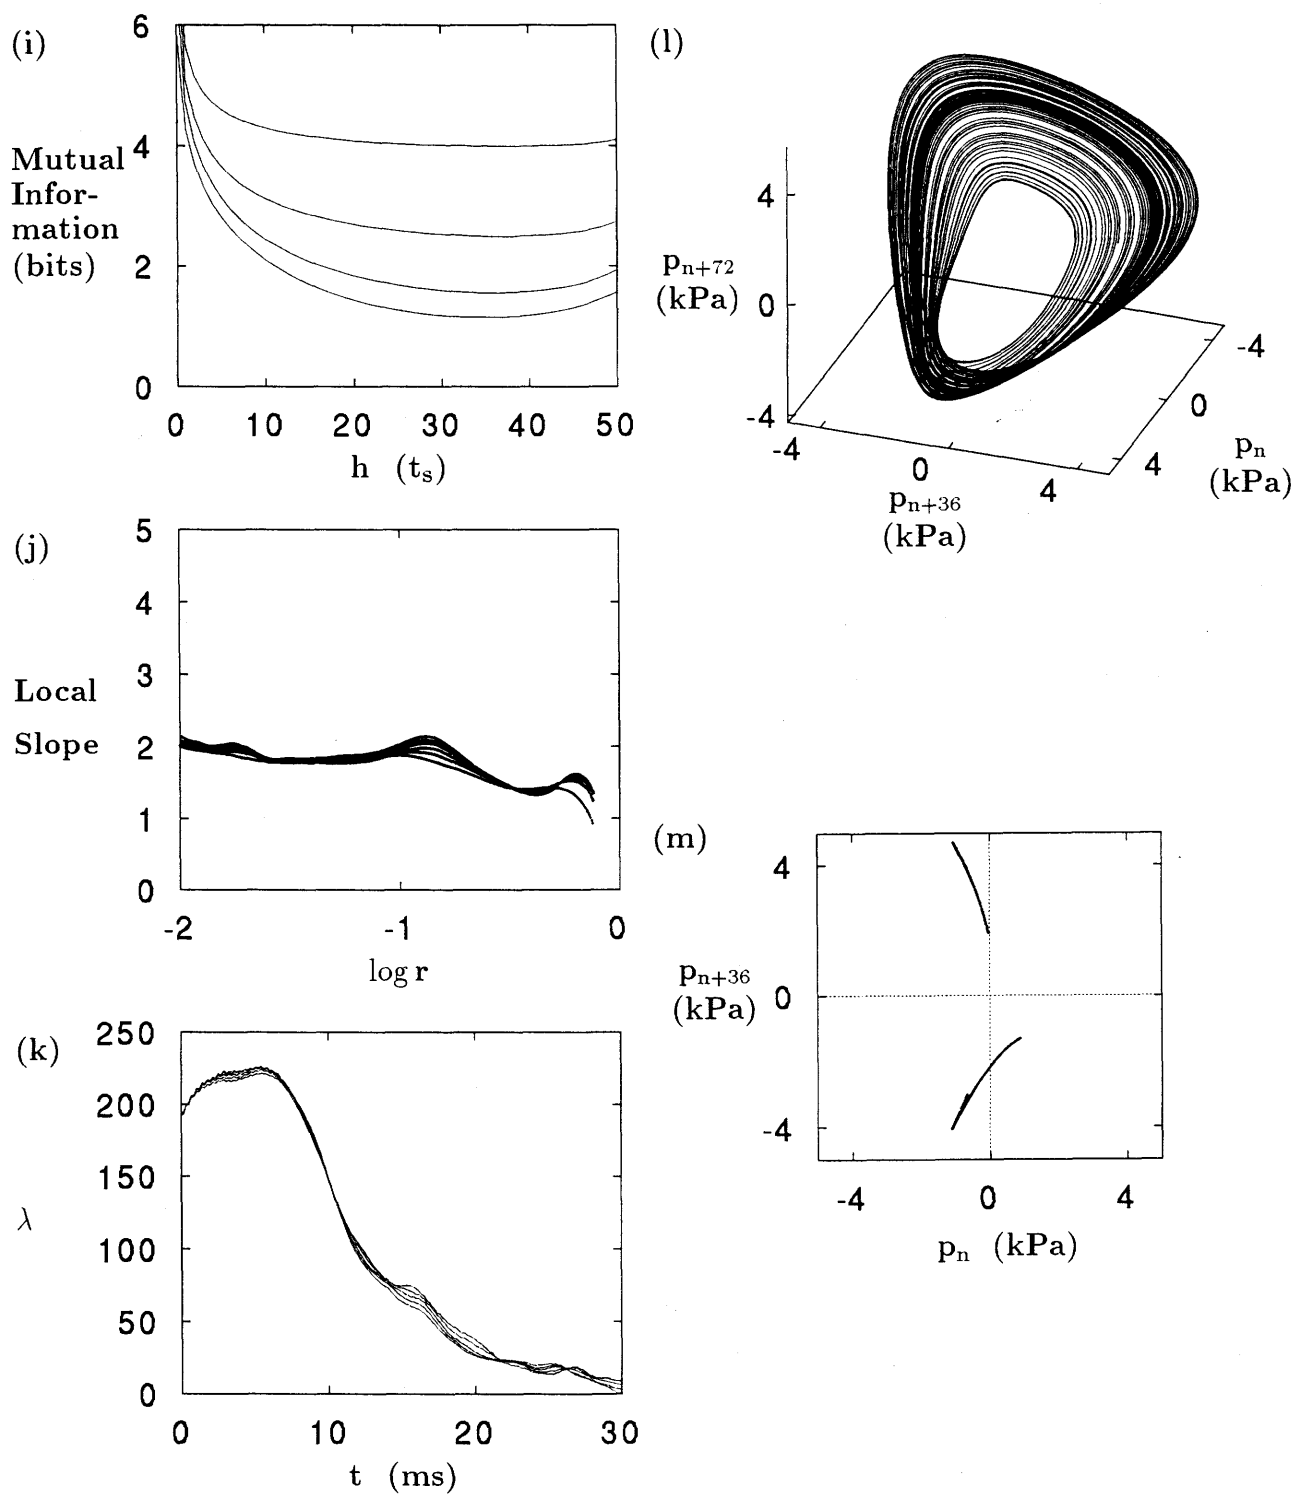 (i)
6
4
2
0
Mutual
Infor-
mation
(bits)
0 10 20 30 40 50
h (tₛ)
(j)
5
4
3
2
1
0
Local
Slope
-2 -1 0
log r
(k)
250
200
150
100
50
0
λ
0 10 20 30
t (ms)
(l)
4
0
-4
pₙ₊₇₂
(kPa)
-4 0 4
pₙ₊₃₆
(kPa)
-4
0
4
pₙ
(kPa)
(m)
4
0
-4
pₙ₊₃₆
(kPa)
-4 0 4
pₙ (kPa)